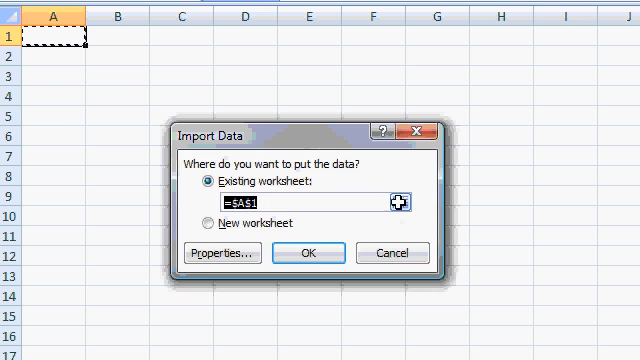 A B C D E F G H I J
1
2
3
4
5
6
7
8
9
10
11
12
13
14
15
16
17
Import Data ?
Where do you want to put the data?
Existing worksheet:
=$A$1
New worksheet
Properties... OK Cancel